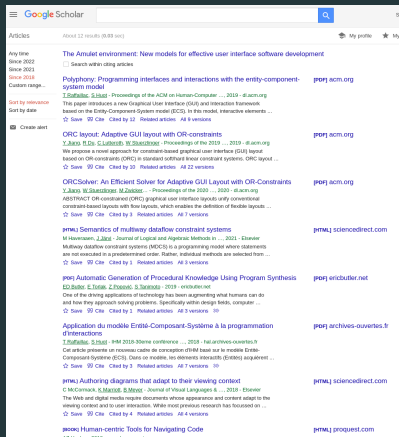 Google Scholar
Articles
About 12 results (0.03 sec)
My profile
My
Any time
Since 2022
Since 2021
Since 2018
Custom range...
Sort by relevance
Sort by date
Create alert
The Amulet environment: New models for effective user interface software development
Search within citing articles
Polyphony: Programming interfaces and interactions with the entity-component-
system model
[PDF] acm.org
T Raffaillac, S Huot - Proceedings of the ACM on Human-Computer ..., 2019 - dl.acm.org
This paper introduces a new Graphical User Interface (GUI) and Interaction framework
based on the Entity-Component-System model (ECS). In this model, interactive elements ...
Save Cite Cited by 12 Related articles All 9 versions
ORC layout: Adaptive GUI layout with OR-constraints
[PDF] acm.org
Y Jiang, R Du, C Lutteroth, W Stuerzlinger - Proceedings of the 2019 ..., 2019 - dl.acm.org
We propose a novel approach for constraint-based graphical user interface (GUI) layout
based on OR-constraints (ORC) in standard soft/hard linear constraint systems. ORC layout ...
Save Cite Cited by 10 Related articles All 22 versions
ORCSolver: An Efficient Solver for Adaptive GUI Layout with OR-Constraints
[PDF] acm.org
Y Jiang, W Stuerzlinger, M Zwicker... - Proceedings of the 2020 ..., 2020 - dl.acm.org
ABSTRACT OR-constrained (ORC) graphical user interface layouts unify conventional
constraint-based layouts with flow layouts, which enables the definition of flexible layouts ...
Save Cite Cited by 3 Related articles All 7 versions
[HTML] Semantics of multiway dataflow constraint systems
[HTML] sciencedirect.com
M Haveraaen, J Järvi - Journal of Logical and Algebraic Methods in ..., 2021 - Elsevier
Multiway dataflow constraint systems (MDCS) is a programming model where statements
are not executed in a predetermined order. Rather, individual methods are selected from ...
Save Cite Cited by 1 Related articles All 3 versions
[PDF] Automatic Generation of Procedural Knowledge Using Program Synthesis
[PDF] ericbutler.net
ED Butler, E Torlak, Z Popović, S Tanimoto - 2019 - ericbutler.net
One of the driving applications of technology has been augmenting what humans can do
and how they approach solving problems. Specifically within design fields, computer ...
Save Cite Cited by 1 Related articles All 3 versions
Application du modèle Entité-Composant-Système à la programmation
d'interactions
[PDF] archives-ouvertes.fr
T Raffaillac, S Huot - IHM 2018-30eme conférence ..., 2018 - hal.archives-ouvertes.fr
Cet article présente un nouveau cadre de conception d'IHM basé sur le modèle Entité-
Composant-Système (ECS). Dans ce modèle, les éléments interactifs (Entités) acquièrent ...
Save Cite Cited by 3 Related articles All 7 versions
[HTML] Authoring diagrams that adapt to their viewing context
[HTML] sciencedirect.com
C McCormack, K Marriott, B Meyer - Journal of Visual Languages & ..., 2018 - Elsevier
The Web and digital media require documents whose appearance and content adapt to the
viewing context and to user interaction. While most previous research has focussed on ...
Save Cite Cited by 4 Related articles All 4 versions
[BOOK] Human-centric Tools for Navigating Code
[HTML] proquest.com